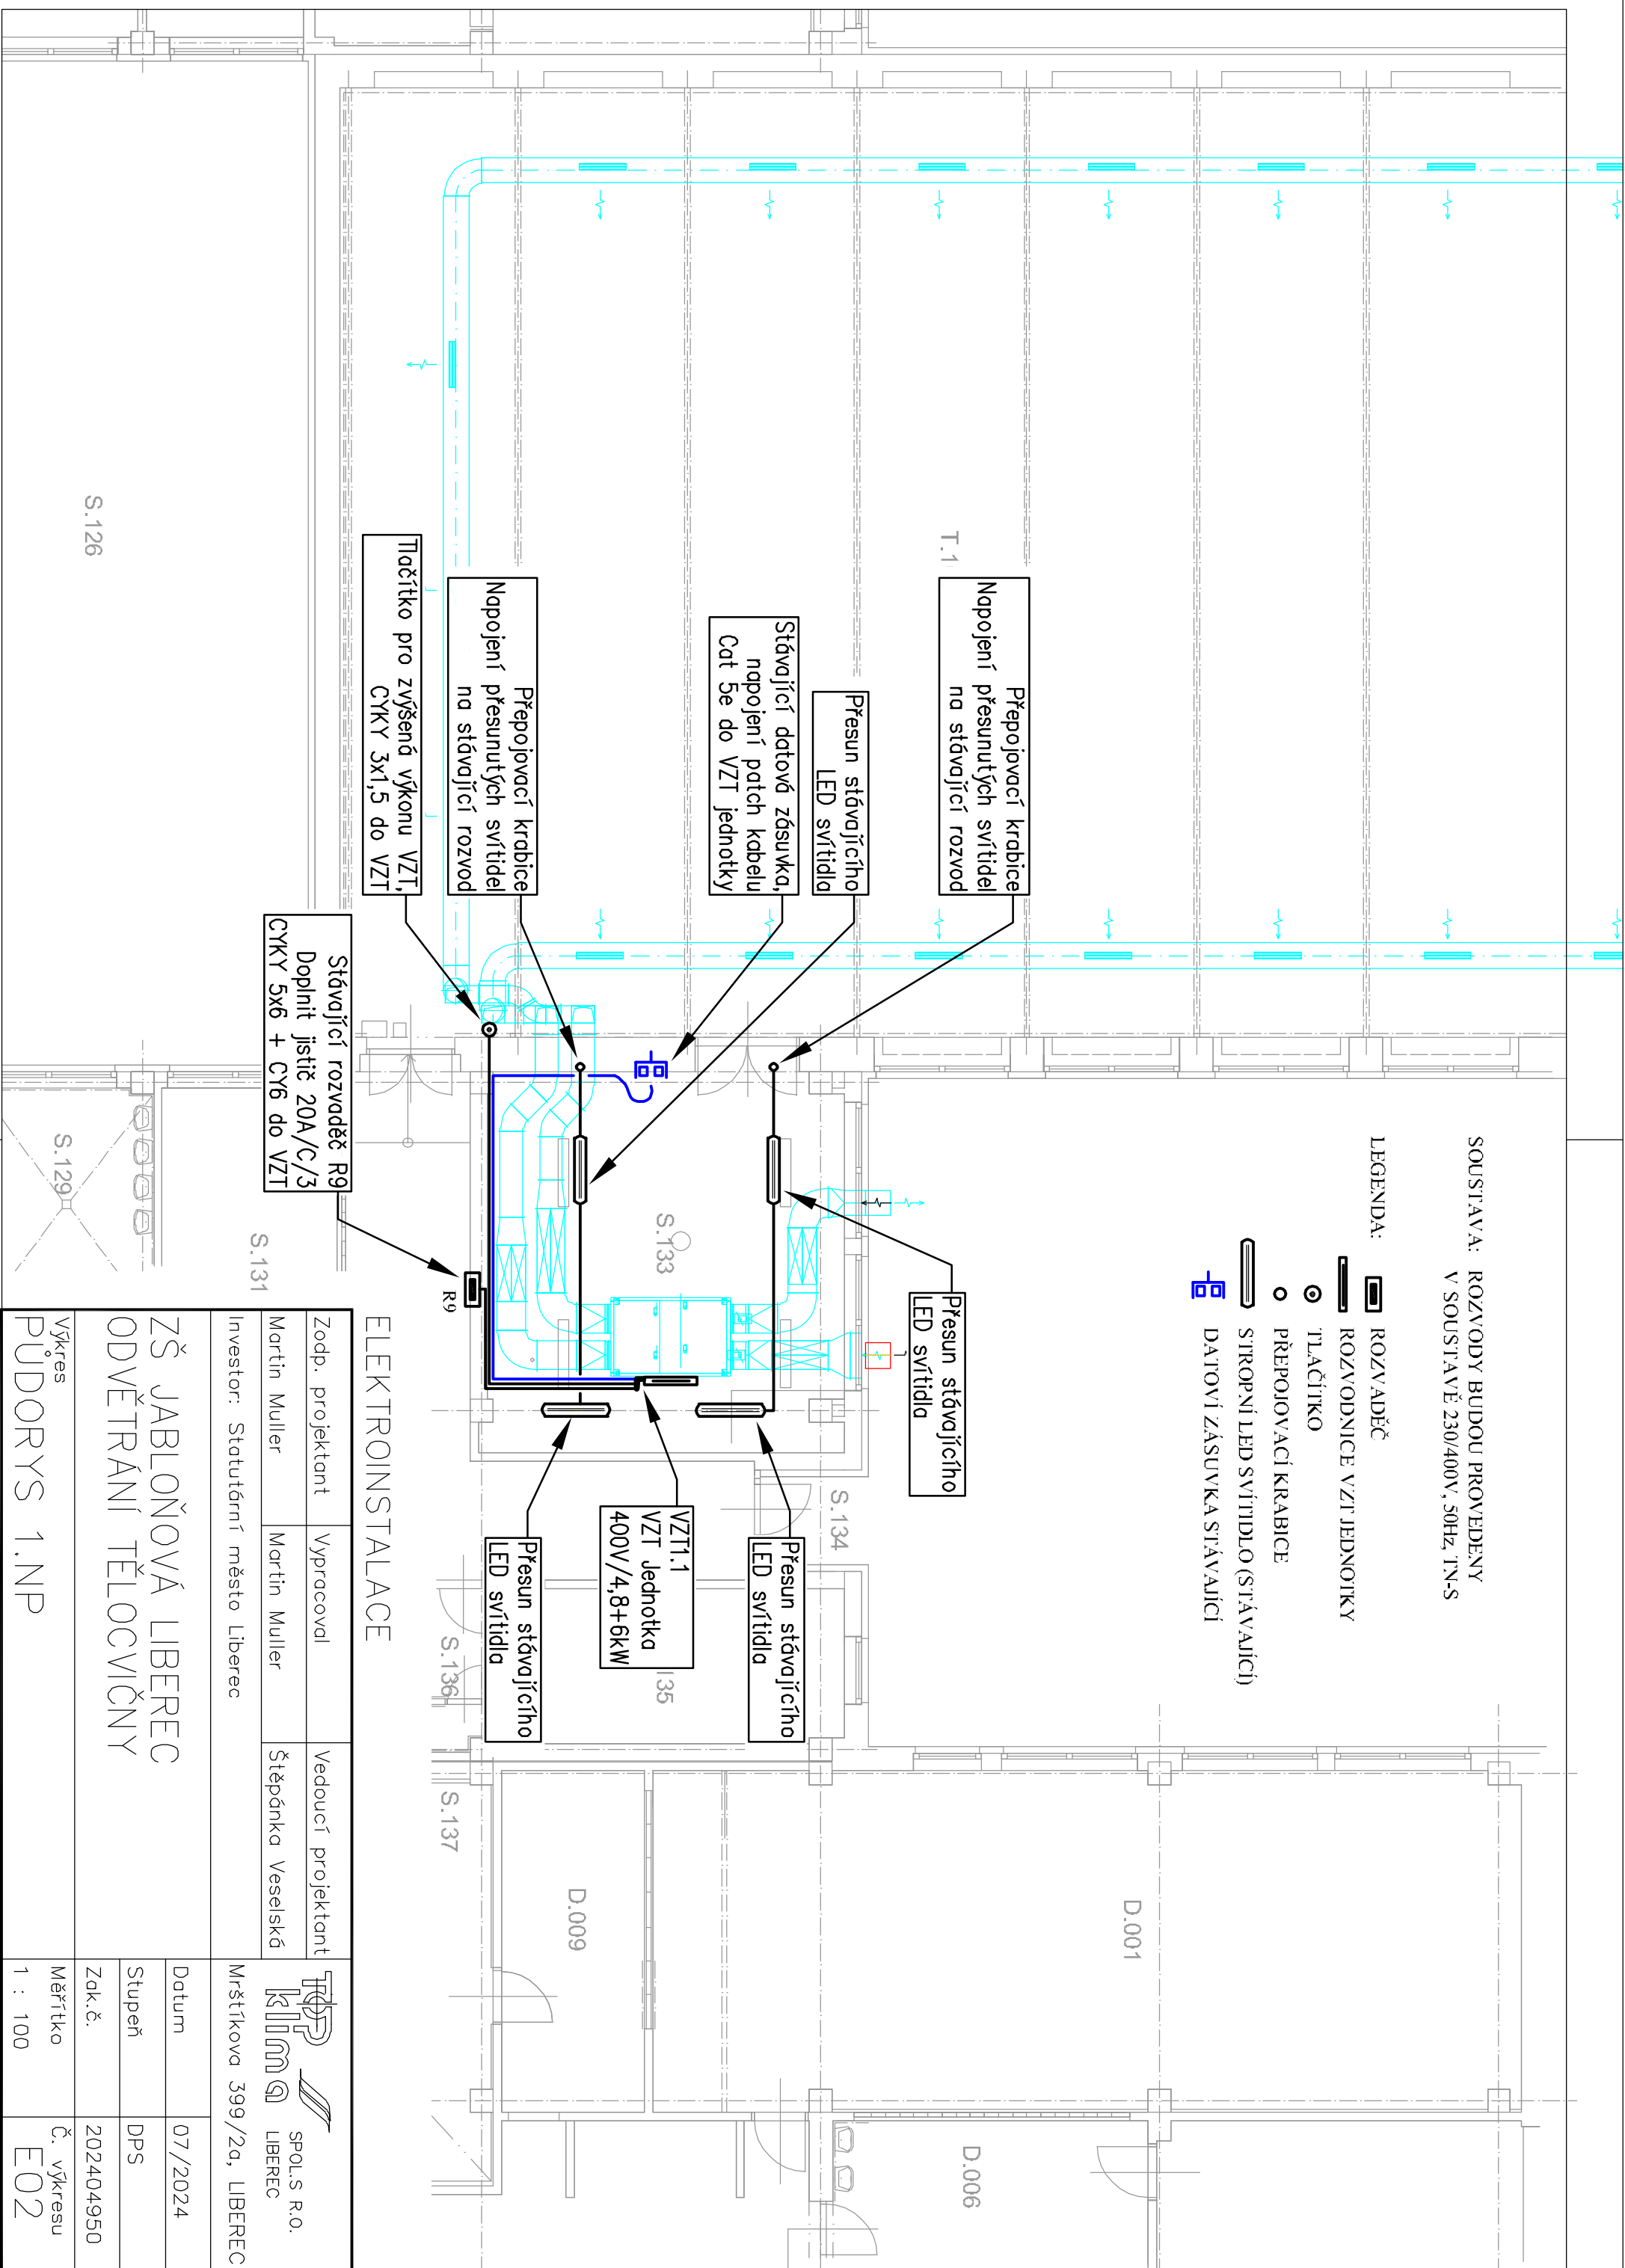 SOUSTAVA: ROZVODY BUDOU PROVEDENY
V SOUSTAVĚ 230/400V, 50Hz, TN-S
LEGENDA:
ROZVADĚČ
ROZVODNICE VZT JEDNOTKY
TLAČÍTKO
PŘEPOJOVACÍ KRABICE
STROPNÍ LED SVÍTIDLO (STÁVAJÍCÍ)
DATOVÍ ZÁSUVKA STÁVAJÍCÍ
T.1
Přepojovací krabice
Napojení přesunutých svítidel
na stávající rozvod
Přesun stávajícího
LED svítidla
Stávající datová zásuvka,
napojení patch kabelu
Cat 5e do VZT jednotky
Přepojovací krabice
Napojení přesunutých svítidel
na stávající rozvod
Tlačítko pro zvýšená výkonu VZT,
CYKY 3x1,5 do VZT
Stávající rozvaděč R9
Doplnit jistič 20A/C/3
CYKY 5x6 + CY6 do VZT
Přesun stávajícího
LED svítidla
Přesun stávajícího
LED svítidla
VZT1.1
VZT Jednotka
400V/4,8+6kW
Přesun stávajícího
LED svítidla
R9
S.126
S.129
S.131
S.133
S.134
135
S.136
S.137
D.001
D.009
D.006
ELEKTROINSTALACE
Zodp. projektant
Vypracoval
Vedoucí projektant
Martin Muller
Martin Muller
Štěpánka Veselská
Investor: Statutární město Liberec
TOP
klima
SPOL.S R.O.
LIBEREC
Mrštíkova 399/2a, LIBEREC
ZŠ JABLOŇOVÁ LIBEREC
ODVĚTRÁNÍ TĚLOCVIČNY
Datum
07/2024
Stupeň
DPS
Zak.č.
202404950
Výkres
PŮDORYS 1.NP
Měřítko
1 : 100
Č. výkresu
E02